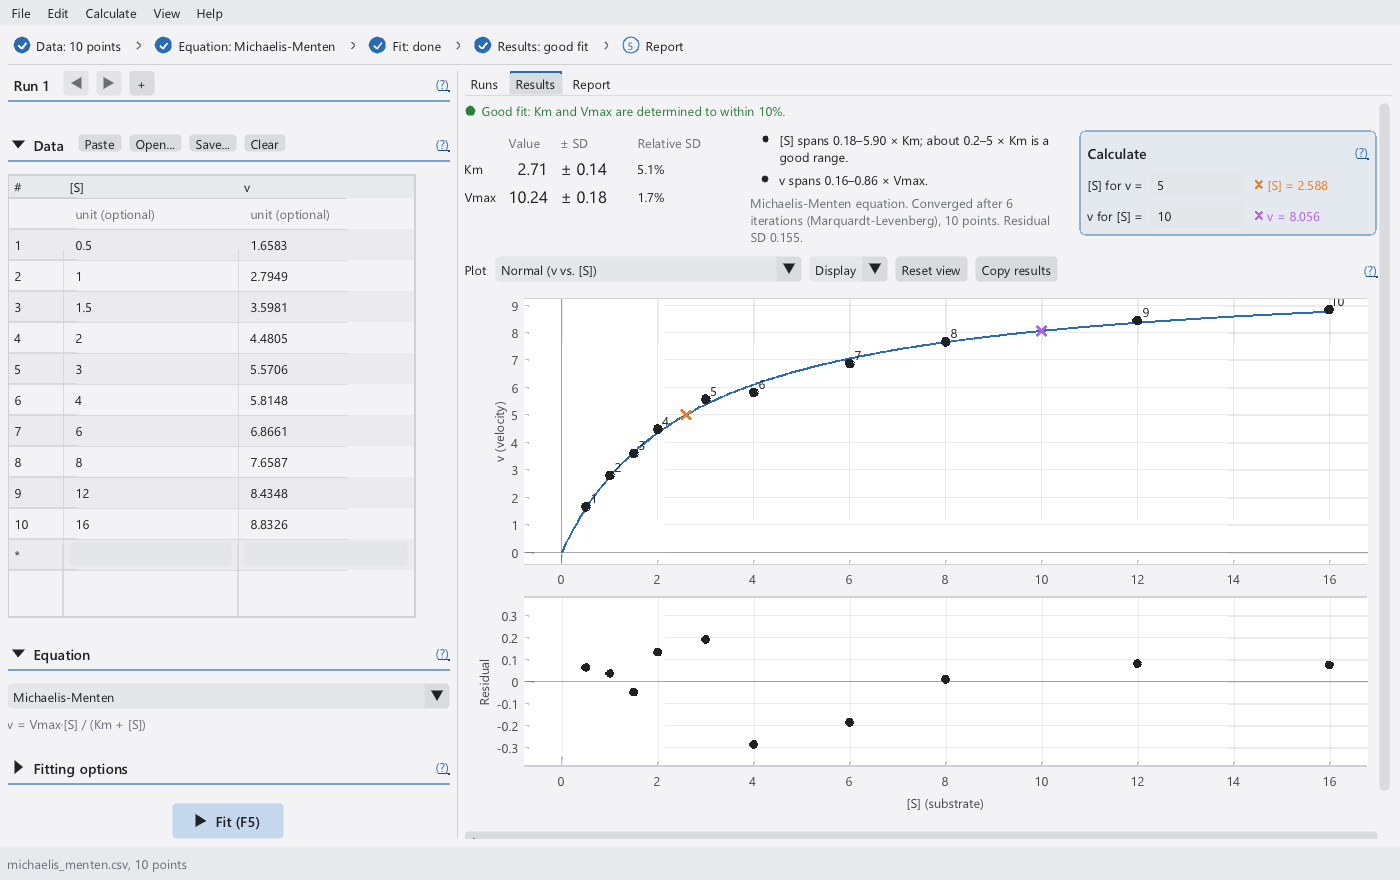 File Edit Calculate View Help
Data: 10 points › Equation: Michaelis-Menten › Fit: done › Results: good fit › 5 Report
Run 1 + (?)
Data Paste Open... Save... Clear (?)
# [S] v
unit (optional) unit (optional)
1 0.5 1.6583
2 1 2.7949
3 1.5 3.5981
4 2 4.4805
5 3 5.5706
6 4 5.8148
7 6 6.8661
8 8 7.6587
9 12 8.4348
10 16 8.8326
*
Equation (?)
Michaelis-Menten
v = Vmax·[S] / (Km + [S])
Fitting options (?)
Fit (F5)
Runs Results Report
Good fit: Km and Vmax are determined to within 10%.
Value ± SD Relative SD
Km 2.71 ± 0.14 5.1%
Vmax 10.24 ± 0.18 1.7%
[S] spans 0.18–5.90 × Km; about 0.2–5 × Km is a
good range.
v spans 0.16–0.86 × Vmax.
Michaelis-Menten equation. Converged after 6
iterations (Marquardt-Levenberg), 10 points. Residual
SD 0.155.
Calculate (?)
[S] for v = 5 × [S] = 2.588
v for [S] = 10 × v = 8.056
Plot Normal (v vs. [S]) Display Reset view Copy results (?)
v (velocity)
9
8
7
6
5
4
3
2
1
0
1 2 3 4 5 6 7 8 9 10
0 2 4 6 8 10 12 14 16
Residual
0.3
0.2
0.1
0
-0.1
-0.2
-0.3
0 2 4 6 8 10 12 14 16
[S] (substrate)
michaelis_menten.csv, 10 points